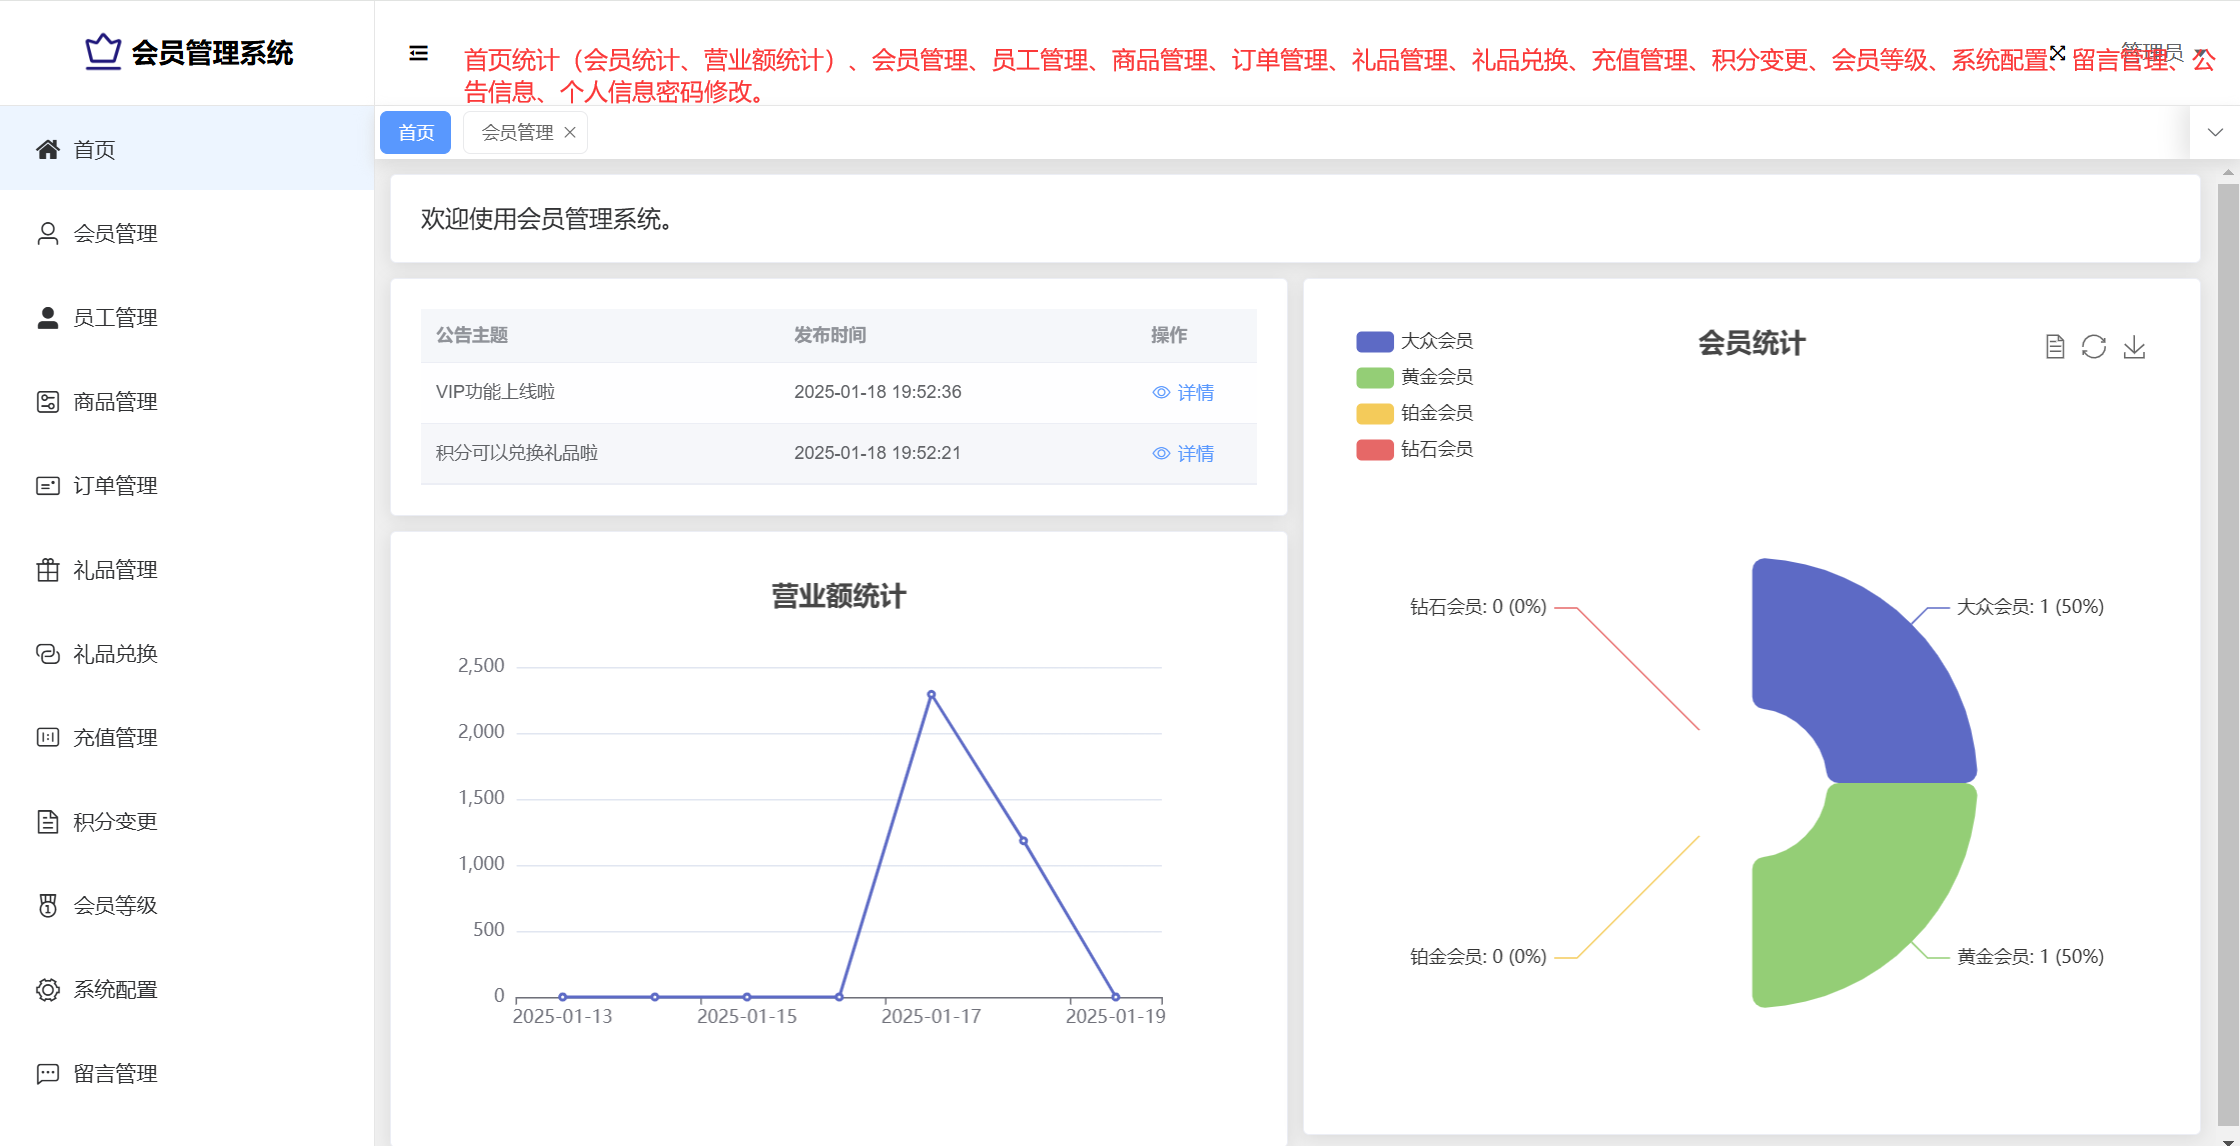 会员管理系统
首页统计（会员统计、营业额统计）、会员管理、员工管理、商品管理、订单管理、礼品管理、礼品兑换、充值管理、积分变更、会员等级、系统配置、留言管理、公
告信息、个人信息密码修改。
管理员
首页
会员管理
首页
会员管理
员工管理
商品管理
订单管理
礼品管理
礼品兑换
充值管理
积分变更
会员等级
系统配置
留言管理
欢迎使用会员管理系统。
公告主题 发布时间 操作
VIP功能上线啦 2025-01-18 19:52:36 详情
积分可以兑换礼品啦 2025-01-18 19:52:21 详情
营业额统计
2,500
2,000
1,500
1,000
500
0
2025-01-13 2025-01-15 2025-01-17 2025-01-19
会员统计
大众会员
黄金会员
铂金会员
钻石会员
钻石会员: 0 (0%)
大众会员: 1 (50%)
铂金会员: 0 (0%)
黄金会员: 1 (50%)